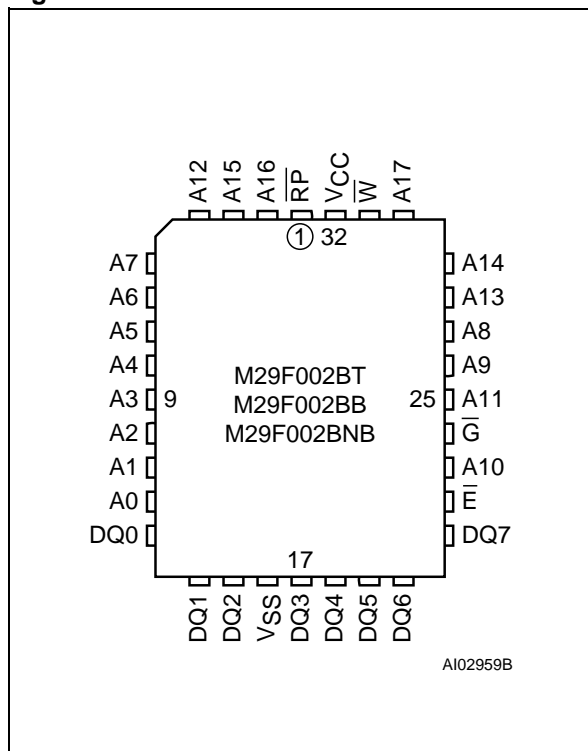 A12
A15
A16
R̅P̅
VCC
W̅
A17
1 32
A7
A6
A5
A4
A3
A2
A1
A0
DQ0
9
M29F002BT
M29F002BB
M29F002BNB
25
A14
A13
A8
A9
A11
G̅
A10
E̅
DQ7
17
DQ1
DQ2
VSS
DQ3
DQ4
DQ5
DQ6
AI02959B